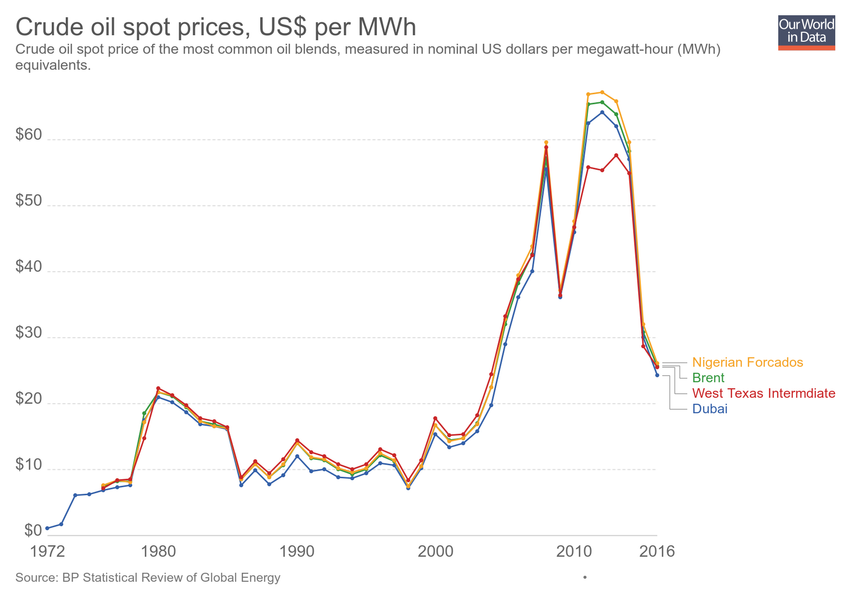 Crude oil spot prices, US$ per MWh
Our World
in Data
Crude oil spot price of the most common oil blends, measured in nominal US dollars per megawatt-hour (MWh)
equivalents.
$60
$50
$40
$30
$20
$10
$0
1972
1980
1990
2000
2010
2016
Nigerian Forcados
Brent
West Texas Intermdiate
Dubai
Source: BP Statistical Review of Global Energy